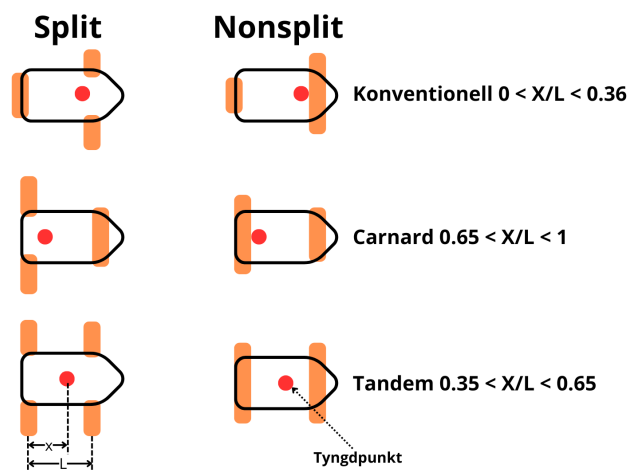 Split
Nonsplit
Konventionell 0 < X/L < 0.36
Carnard 0.65 < X/L < 1
Tandem 0.35 < X/L < 0.65
x
L
Tyngdpunkt